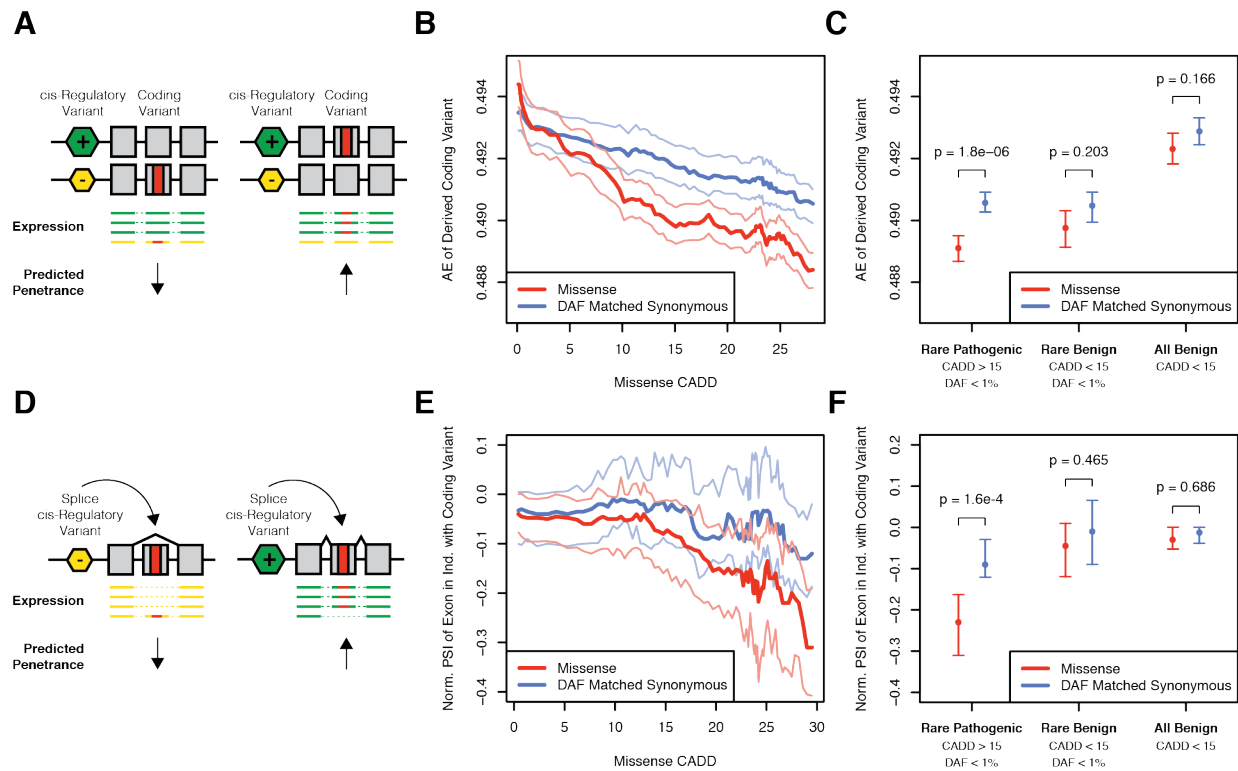 A
cis-Regulatory
Variant
Coding
Variant
cis-Regulatory
Variant
Coding
Variant
+
-
+
-
Expression
Predicted
Penetrance
B
AE of Derived Coding Variant
0.494
0.492
0.490
0.488
Missense
DAF Matched Synonymous
0 5 10 15 20 25
Missense CADD
C
AE of Derived Coding Variant
0.494
0.492
0.490
0.488
p = 1.8e−06
p = 0.203
p = 0.166
Missense
DAF Matched Synonymous
Rare Pathogenic
CADD > 15
DAF < 1%
Rare Benign
CADD < 15
DAF < 1%
All Benign
CADD < 15
D
Splice
cis-Regulatory
Variant
Splice
cis-Regulatory
Variant
-
+
Expression
Predicted
Penetrance
E
Norm. PSI of Exon in Ind. with Coding Variant
0.1
0.0
−0.1
−0.2
−0.3
−0.4
Missense
DAF Matched Synonymous
0 5 10 15 20 25 30
Missense CADD
F
Norm. PSI of Exon in Ind. with Coding Variant
0.2
0.1
0.0
−0.1
−0.2
−0.3
−0.4
p = 1.6e-4
p = 0.465
p = 0.686
Missense
DAF Matched Synonymous
Rare Pathogenic
CADD > 15
DAF < 1%
Rare Benign
CADD < 15
DAF < 1%
All Benign
CADD < 15